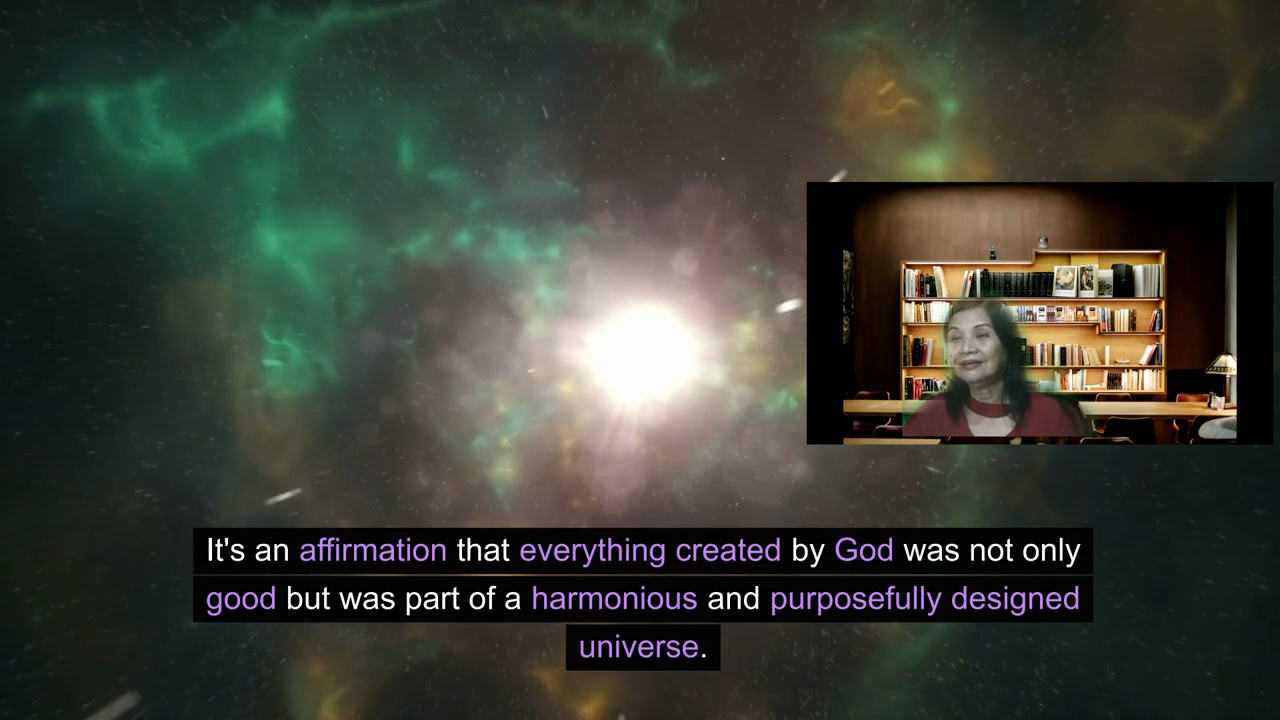 It's an affirmation that everything created by God was not only
good but was part of a harmonious and purposefully designed
universe.